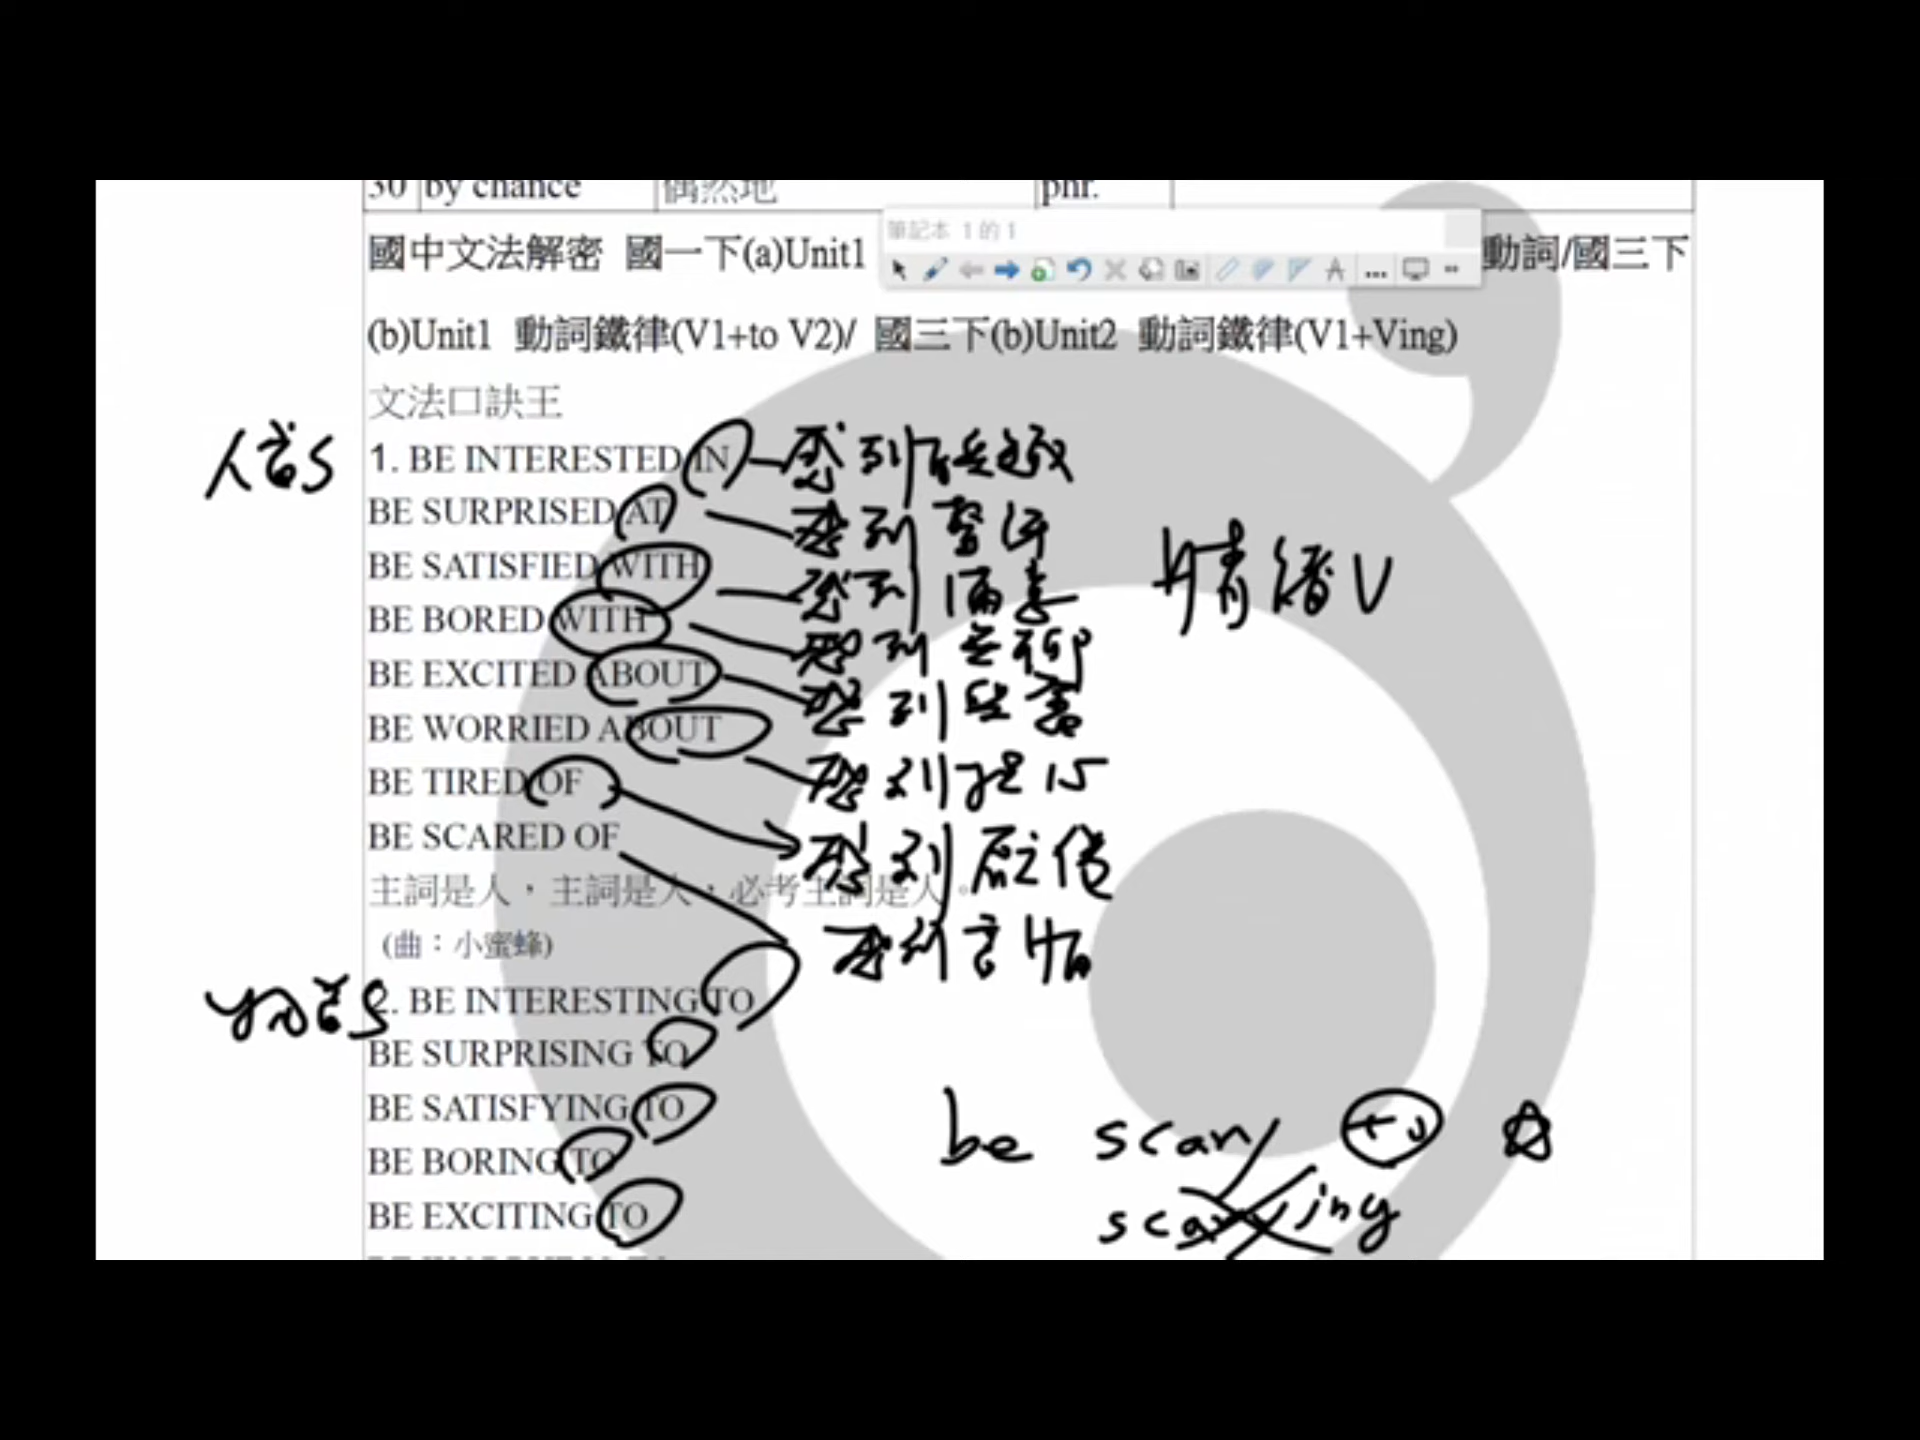 30 by chance 偶然地 phr.
筆記本 1 的 1
國中文法解密 國一下(a)Unit1 動詞/國三下
(b)Unit1 動詞鐵律(V1+to V2)/ 國三下(b)Unit2 動詞鐵律(V1+Ving)
文法口訣王
人當S 1. BE INTERESTED IN 感到有興趣
BE SURPRISED AT 感到驚訝
BE SATISFIED WITH 感到滿意 情緒V
BE BORED WITH 感到無聊
BE EXCITED ABOUT 感到興奮
BE WORRIED ABOUT 感到擔心
BE TIRED OF 感到厭倦
BE SCARED OF 感到害怕
主詞是人,主詞是人,必考主詞是人。
(曲:小蜜蜂)
物當S 2. BE INTERESTING TO
BE SURPRISING TO
BE SATISFYING TO
BE BORING TO be scary to ☆
BE EXCITING TO